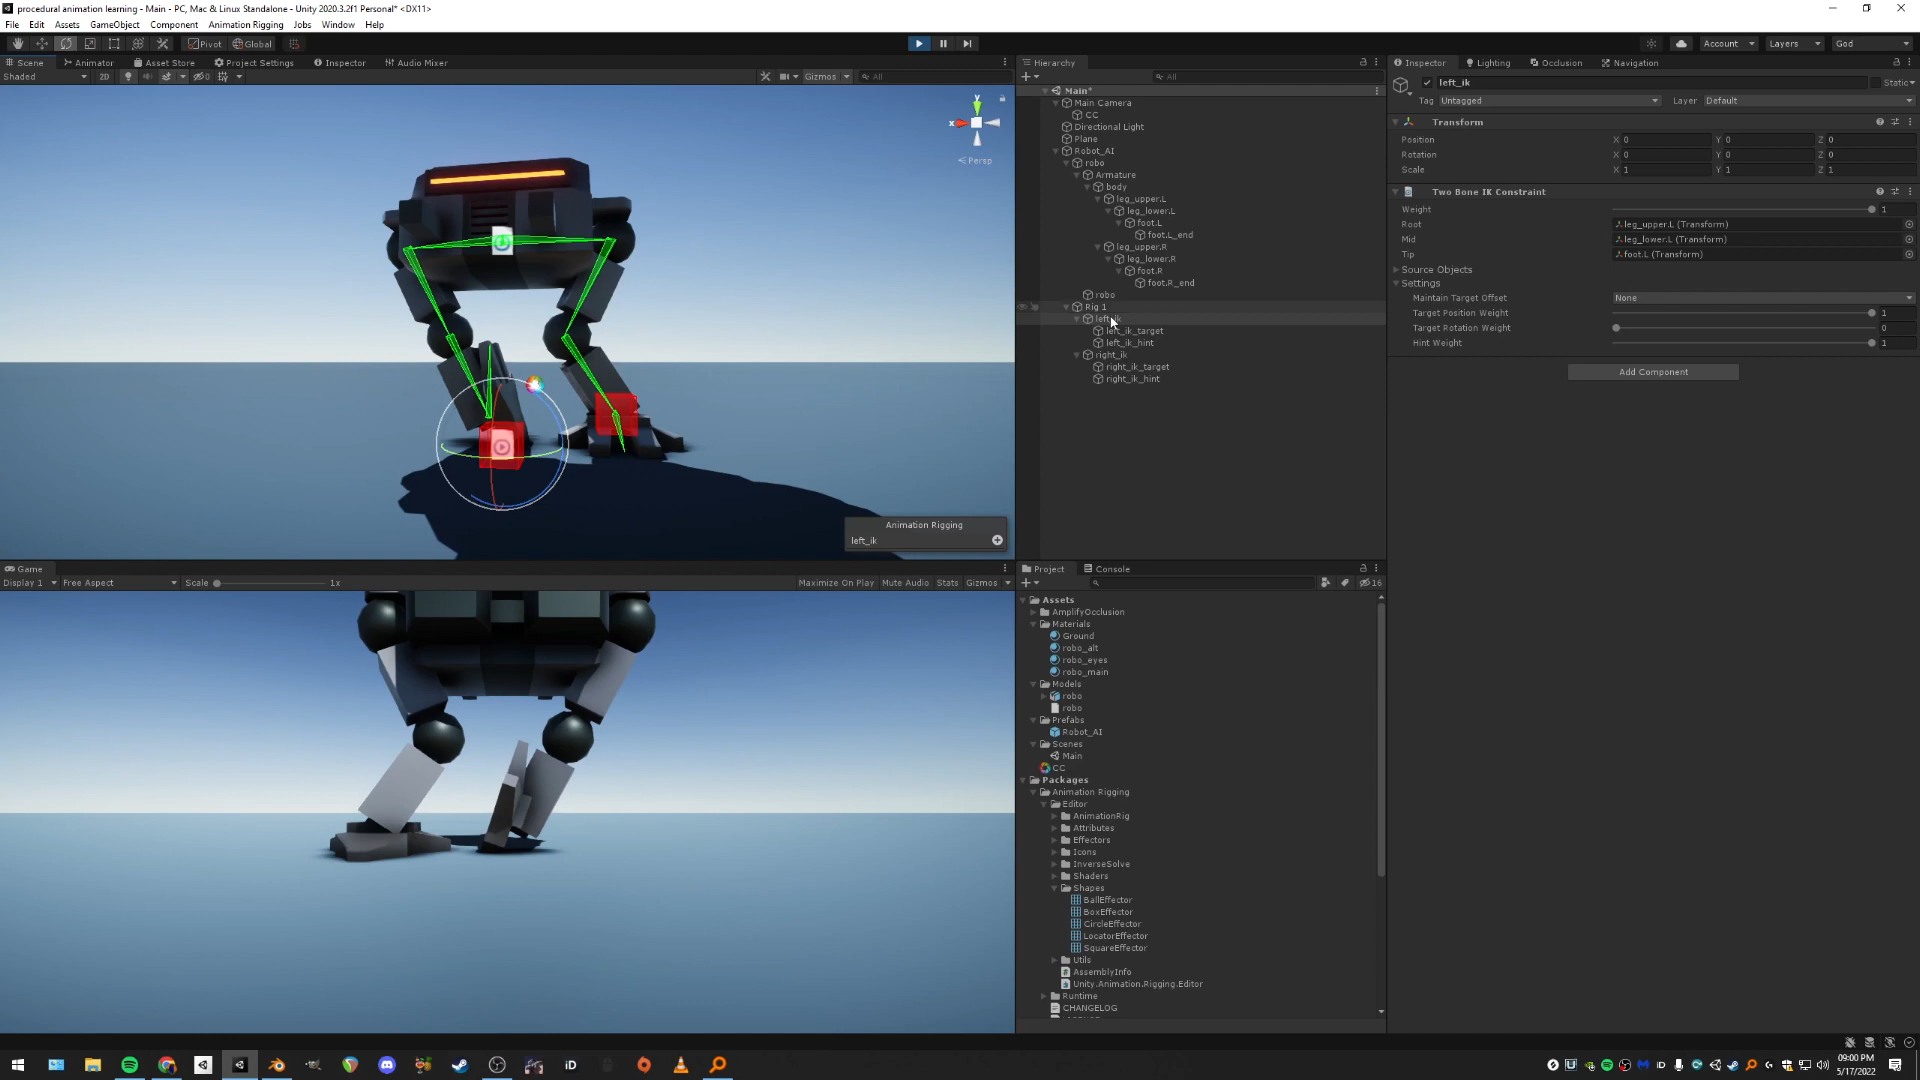 procedural animation learning - Main - PC, Mac & Linux Standalone - Unity 2020.3.2f1 Personal* <DX11>
File Edit Assets GameObject Component Animation Rigging Jobs Window Help
Pivot Global Account Layers God
Scene Animator Asset Store Project Settings Inspector Audio Mixer
Shaded 2D 0 Gizmos All
y
x
Persp
Animation Rigging
left_ik
Game
Display 1 Free Aspect Scale 1x Maximize On Play Mute Audio Stats Gizmos
Hierarchy
All
Main*
Main Camera
CC
Directional Light
Plane
Robot_AI
robo
Armature
body
leg_upper.L
leg_lower.L
foot.L
foot.L_end
leg_upper.R
leg_lower.R
foot.R
foot.R_end
robo
Rig 1
left_ik
left_ik_target
left_ik_hint
right_ik
right_ik_target
right_ik_hint
Project Console
16
Assets
AmplifyOcclusion
Materials
Ground
robo_alt
robo_eyes
robo_main
Models
robo
robo
Prefabs
Robot_AI
Scenes
Main
CC
Packages
Animation Rigging
Editor
AnimationRig
Attributes
Effectors
Icons
InverseSolve
Shaders
Shapes
BallEffector
BoxEffector
CircleEffector
LocatorEffector
SquareEffector
Utils
AssemblyInfo
Unity.Animation.Rigging.Editor
Runtime
CHANGELOG
Inspector Lighting Occlusion Navigation
left_ik Static
Tag Untagged Layer Default
Transform
Position X 0 Y 0 Z 0
Rotation X 0 Y 0 Z 0
Scale X 1 Y 1 Z 1
Two Bone IK Constraint
Weight 1
Root leg_upper.L (Transform)
Mid leg_lower.L (Transform)
Tip foot.L (Transform)
Source Objects
Settings
Maintain Target Offset None
Target Position Weight 1
Target Rotation Weight 0
Hint Weight 1
Add Component
iD
09:00 PM
5/17/2022